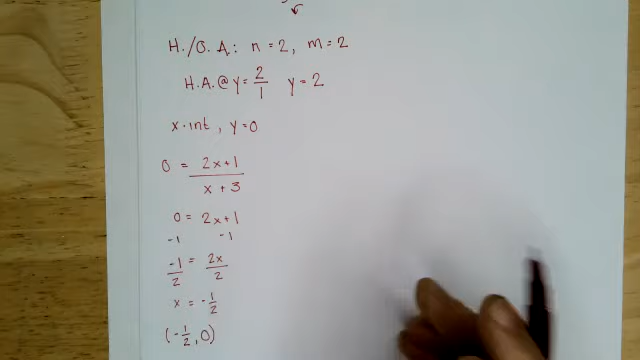 H./O.A: n = 2, m = 2
H.A.@ y = 2/1 y = 2
x-int, y = 0
0 = 2x+1 / x + 3
0 = 2x+1
-1 -1
-1/2 = 2x/2
x = -1/2
(-1/2, 0)